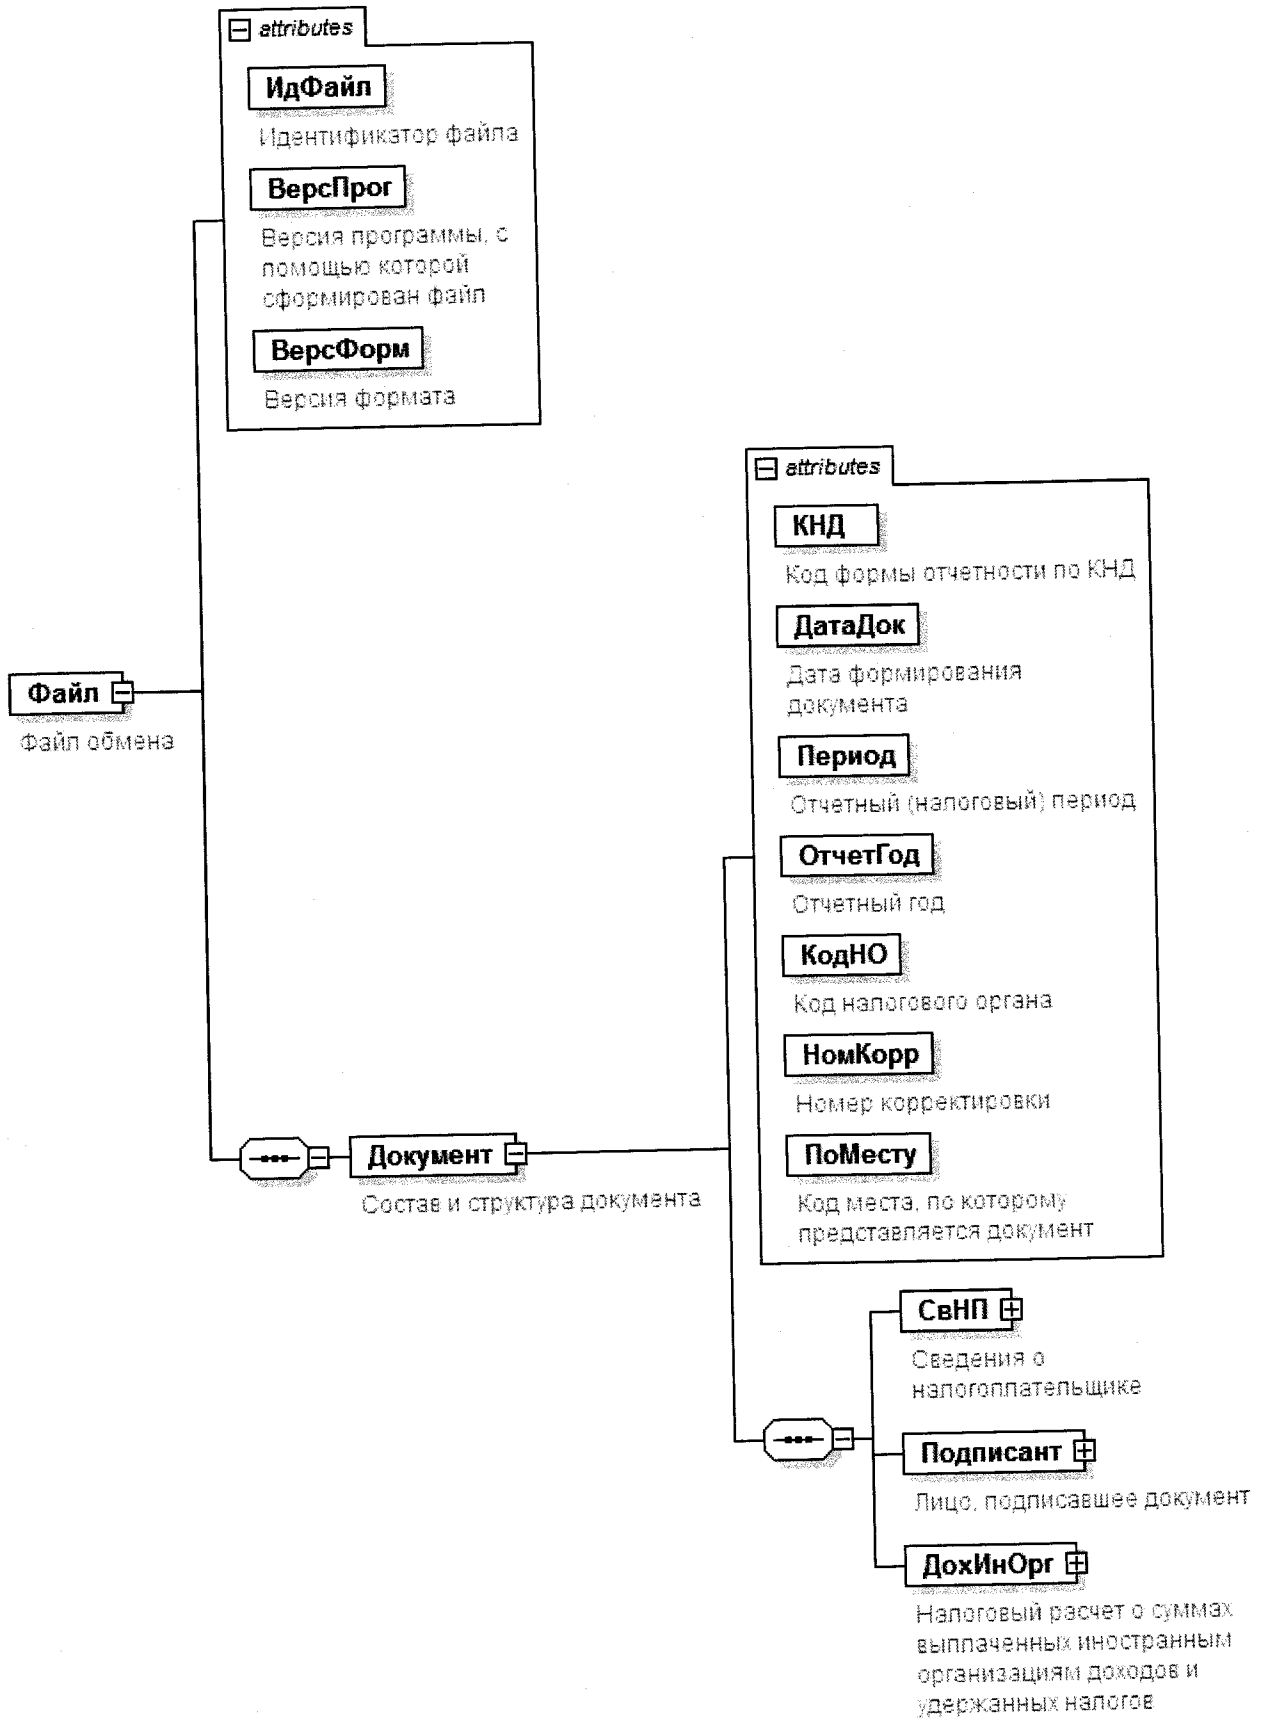 attributes
ИдФайл
Идентификатор файла
ВерсПрог
Версия программы, с
помощью которой
сформирован файл
ВерсФорм
Версия формата
Файл
Файл обмена
Документ
Состав и структура документа
attributes
КНД
Код формы отчетности по КНД
ДатаДок
Дата формирования
документа
Период
Отчетный (налоговый) период
ОтчетГод
Отчетный год
КодНО
Код налогового органа
НомКорр
Номер корректировки
ПоМесту
Код места, по которому
представляется документ
СвНП
Сведения о
налогоплательщике
Подписант
Лицо, подписавшее документ
ДохИнОрг
Налоговый расчет о суммах
выплаченных иностранным
организациям доходов и
удержанных налогов